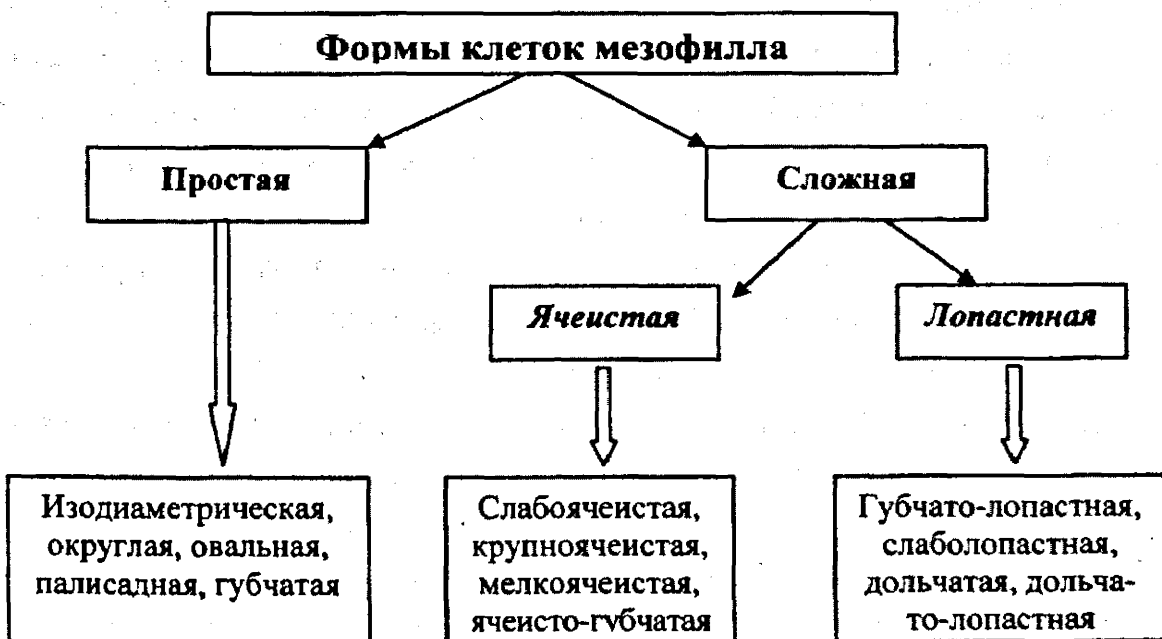 Формы клеток мезофилла
Простая
Сложная
Ячеистая
Лопастная
Изодиаметрическая,
округлая, овальная,
палисадная, губчатая
Слабоячеистая,
крупноячеистая,
мелкоячеистая,
ячеисто-губчатая
Губчато-лопастная,
слаболопастная,
дольчатая, дольча-
то-лопастная